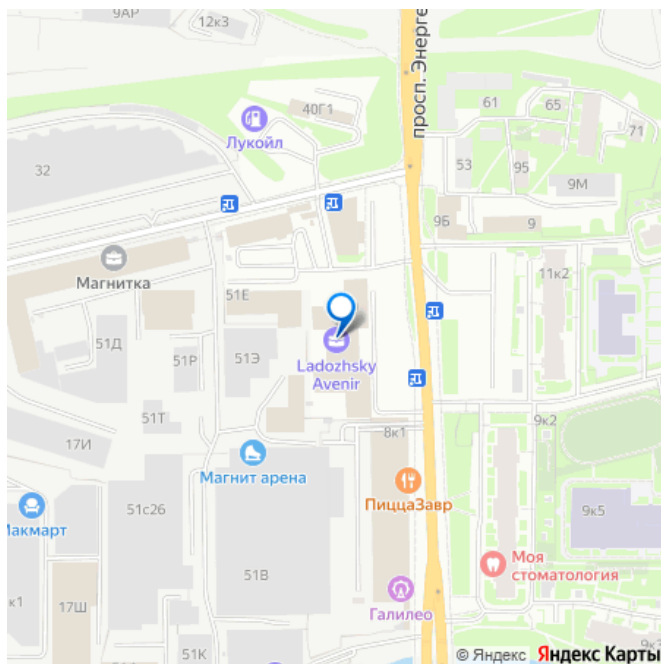 9АР
12к3
просп. Энерге
40Г1
Лукойл
61
65
71
53
95
9М
32
9Б
9
Магнитка
11к2
51Е
51Д
51Р
51Э
Ladozhsky
Avenir
51Т
17И
8к1
9к2
Магнит арена
ПиццаЗавр
Макмарт
51с26
9к5
51В
Моя
стоматология
к1
17Ш
Галилео
9к
51К
© Яндекс Яндекс Карты